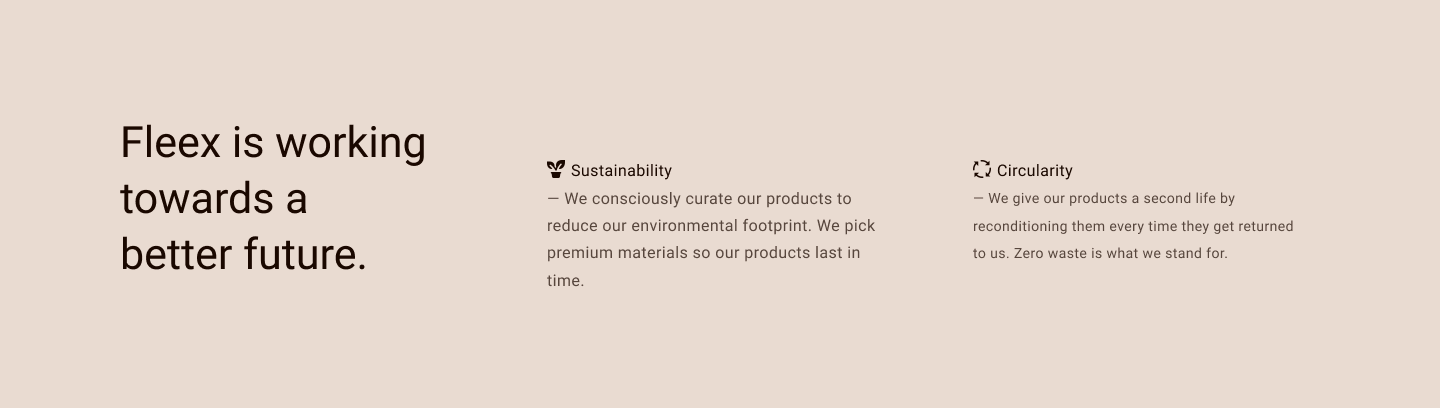 Fleex is working
towards a
better future.
Sustainability
— We consciously curate our products to
reduce our environmental footprint. We pick
premium materials so our products last in
time.
Circularity
— We give our products a second life by
reconditioning them every time they get returned
to us. Zero waste is what we stand for.